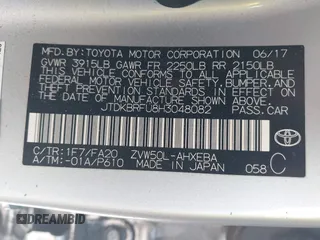 MFD. BY:TOYOTA MOTOR CORPORATION 06/17
GVWR 3915LB GAWR FR 2250LB RR 2150LB
THIS VEHICLE CONFORMS TO ALL APPLICABLE
FEDERAL MOTOR VEHICLE SAFETY, BUMPER, AND
THEFT PREVENTION STANDARDS IN EFFECT ON
THE DATE OF MANUFACTURE SHOWN ABOVE.
JTDKBRFU8H3048082 PASS.CAR
C/TR:1F7/FA20 ZVW50L-AHXEBA
A/TM:-01A/P610 MADE IN JAPAN 058 C
TOYOTA
DREAMBID